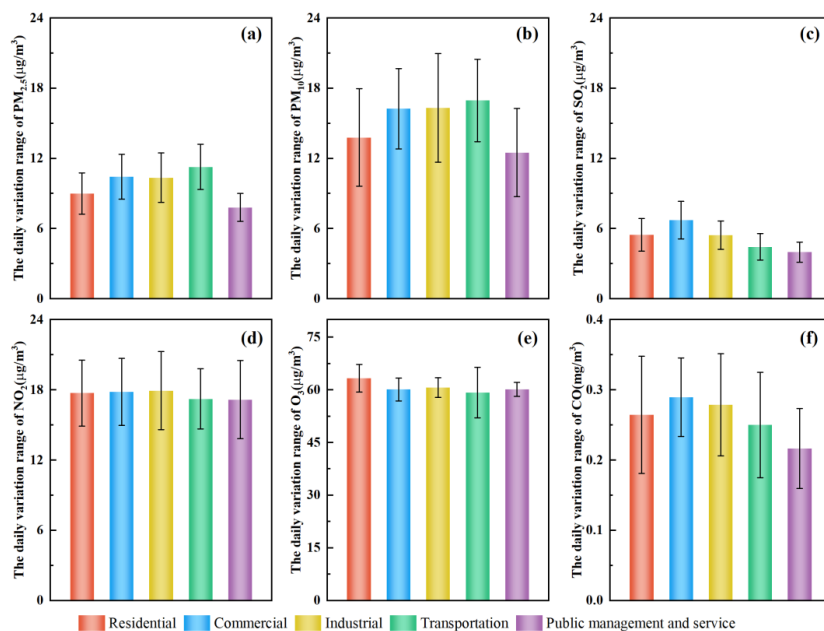 (a)
The daily variation range of PM2.5(μg/m³)
24
18
12
6
0
(b)
The daily variation range of PM10(μg/m³)
24
18
12
6
0
(c)
The daily variation range of SO2(μg/m³)
24
18
12
6
0
(d)
The daily variation range of NO2(μg/m³)
24
18
12
6
0
(e)
The daily variation range of O3(μg/m³)
75
60
45
30
15
0
(f)
The daily variation range of CO(mg/m³)
0.4
0.3
0.2
0.1
0.0
Residential Commercial Industrial Transportation Public management and service